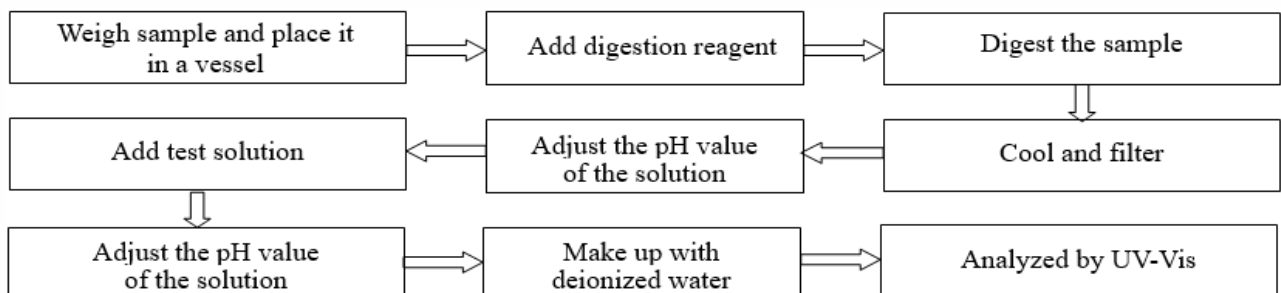 Weigh sample and place it
in a vessel
Add digestion reagent
Digest the sample
Cool and filter
Adjust the pH value
of the solution
Add test solution
Adjust the pH value
of the solution
Make up with
deionized water
Analyzed by UV-Vis